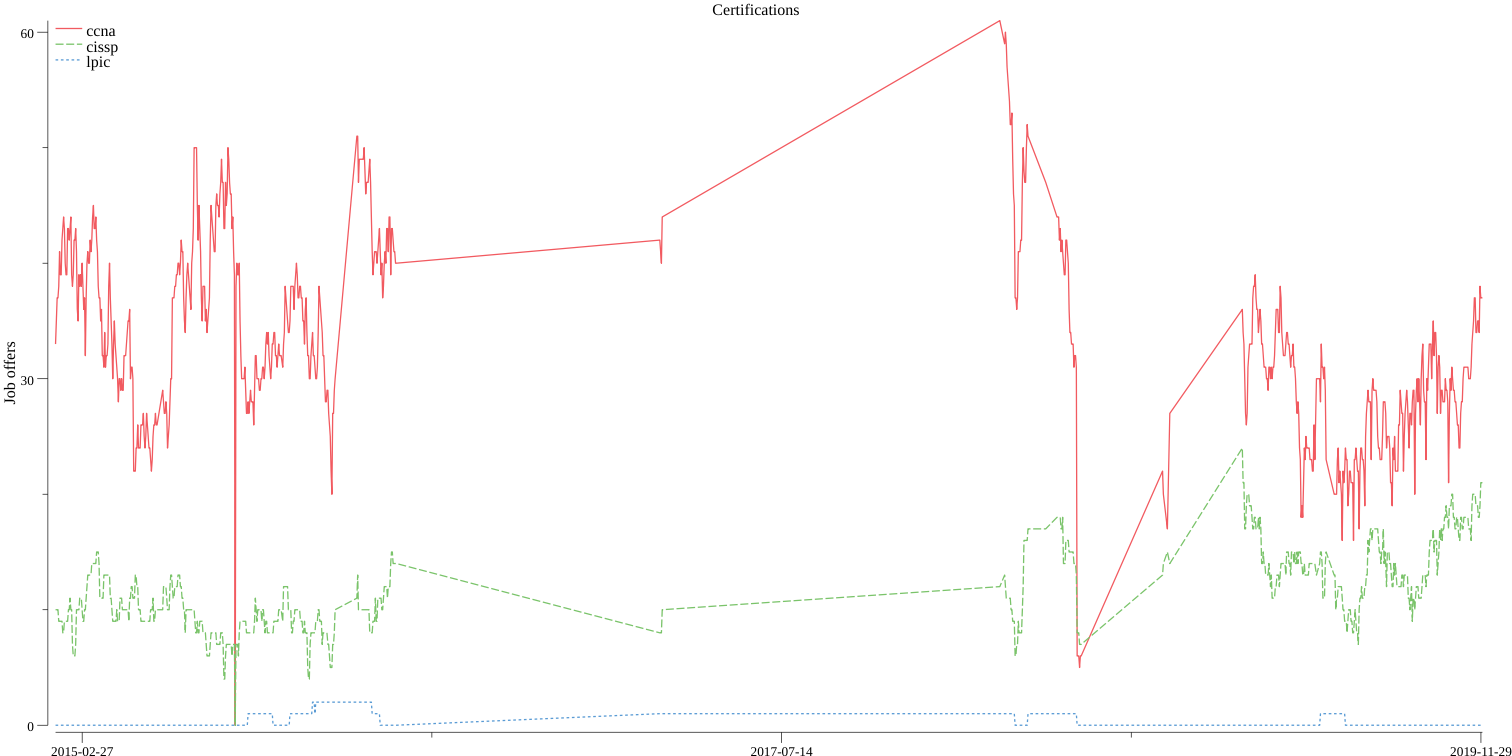 Certifications
60
ccna
cissp
lpic
Job offers
30
0
2015-02-27
2017-07-14
2019-11-29